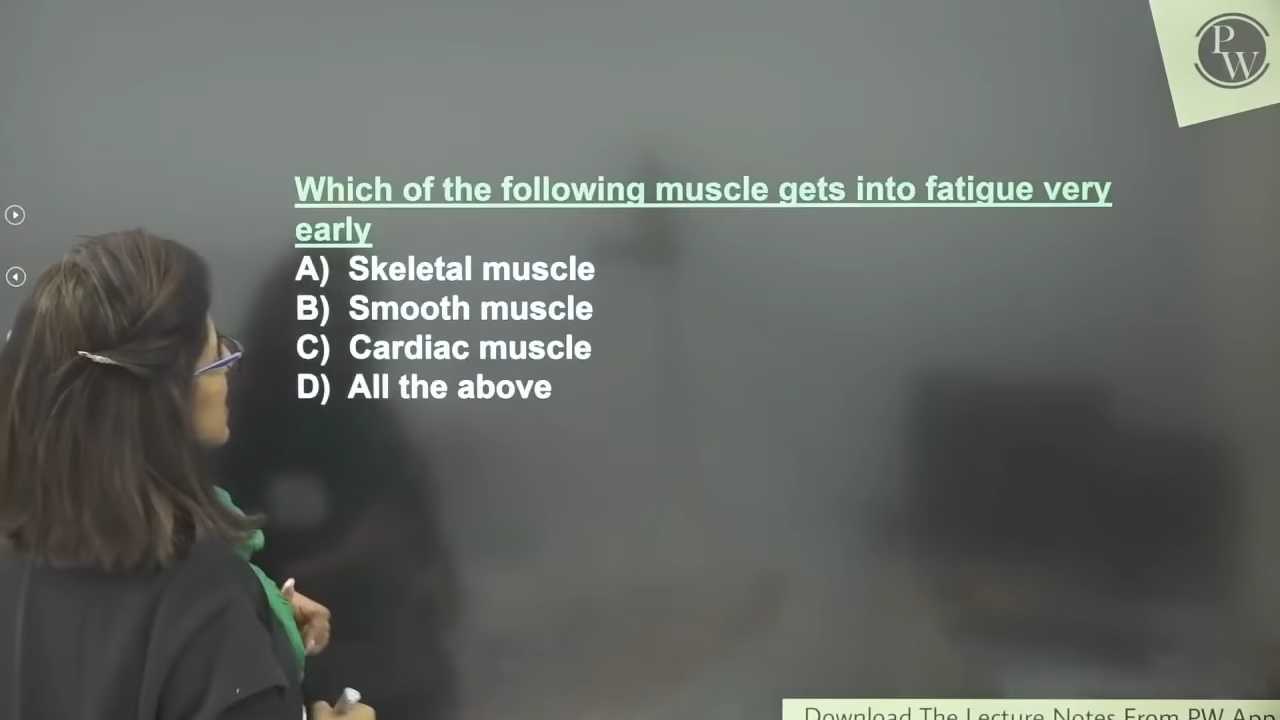 PW
Which of the following muscle gets into fatigue very
early
A) Skeletal muscle
B) Smooth muscle
C) Cardiac muscle
D) All the above
Download The Lecture Notes From PW App